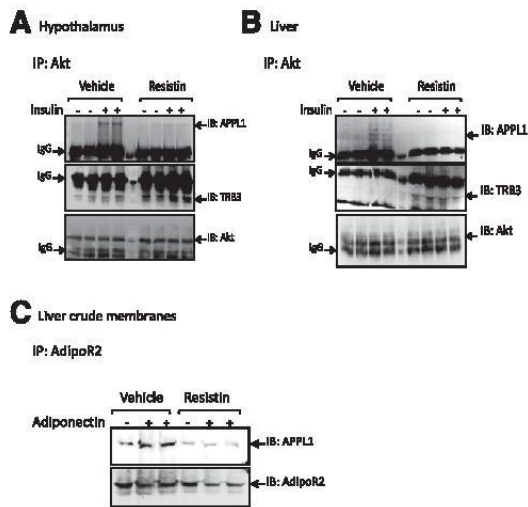 A Hypothalamus
IP: Akt
Vehicle Resistin
Insulin - - + + - - + +
IB: APPL1
IgG
IgG
IB: TRB3
IB: Akt
IgG
B Liver
IP: Akt
Vehicle Resistin
Insulin - - + + - - + +
IB: APPL1
IgG
IgG
IB: TRB3
IB: Akt
IgG
C Liver crude membranes
IP: AdipoR2
Vehicle Resistin
Adiponectin - + + - + +
IB: APPL1
IB: AdipoR2